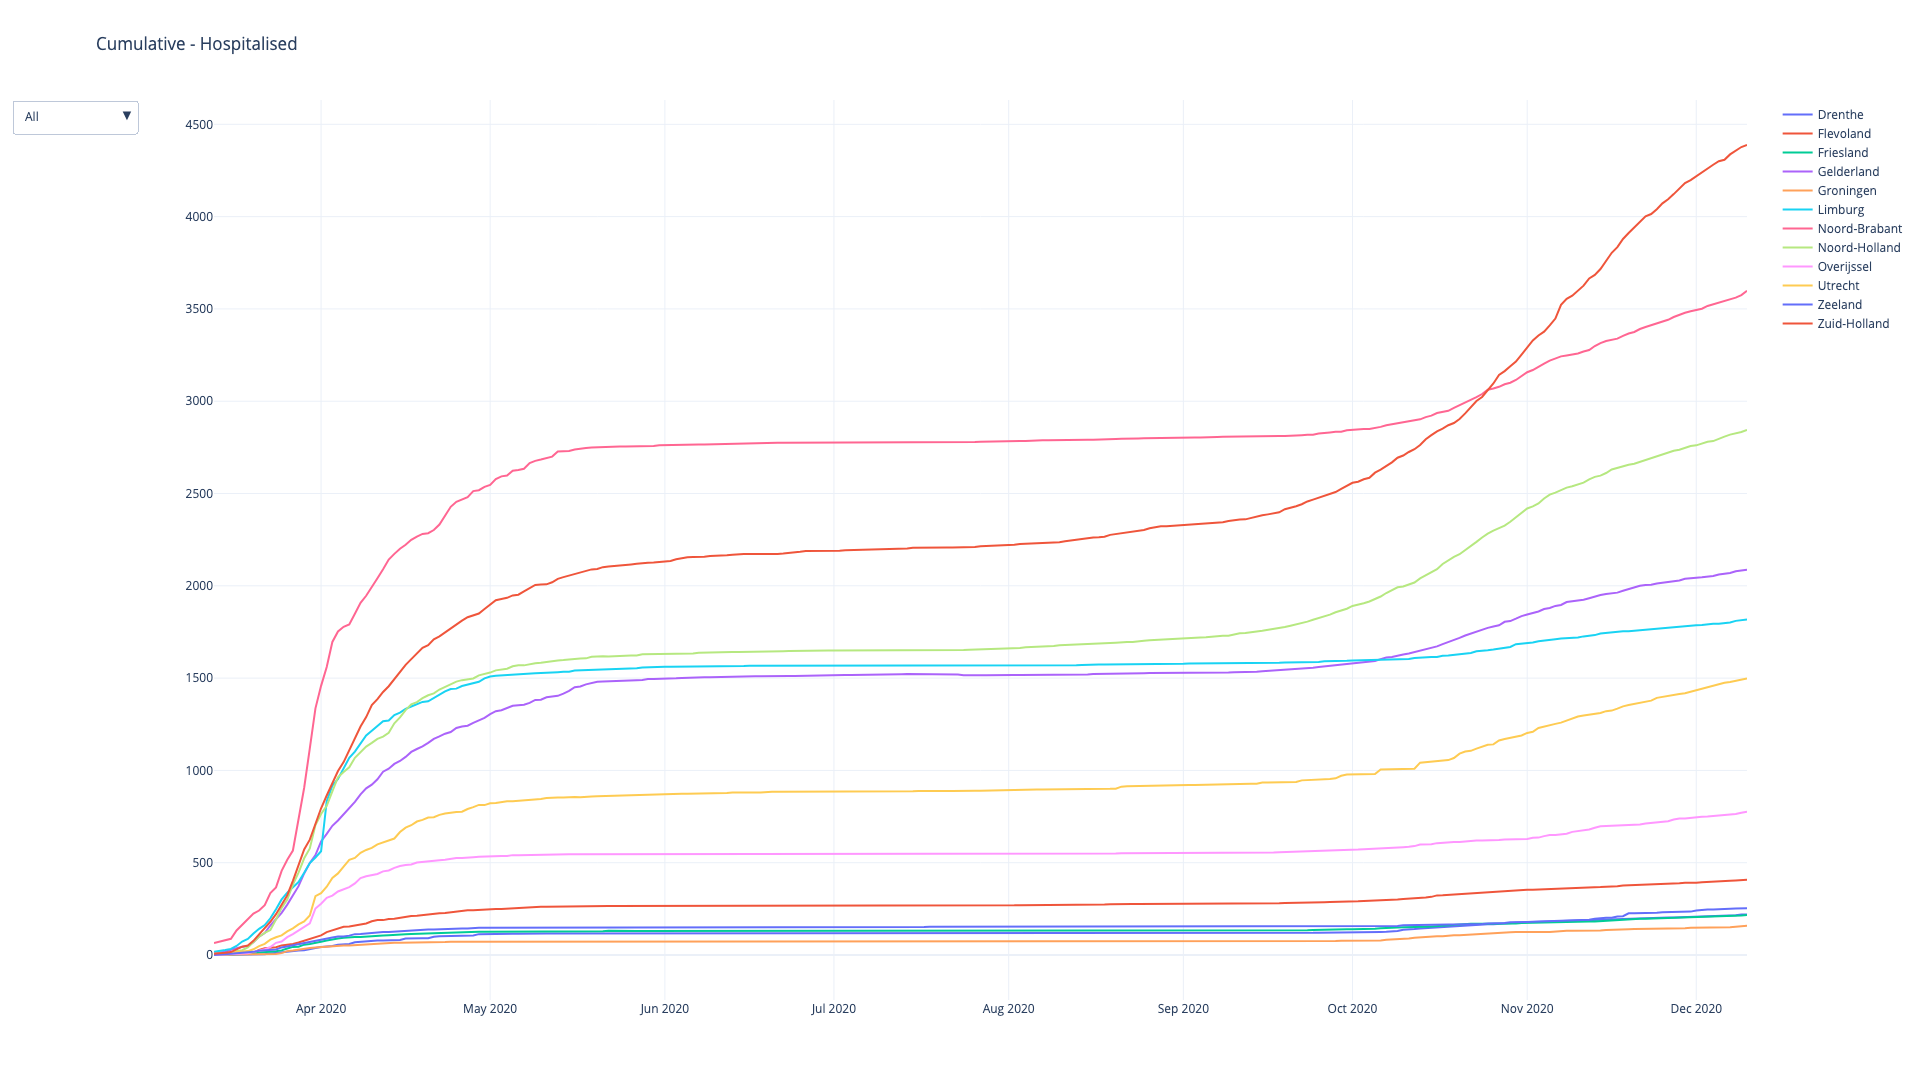 Cumulative - Hospitalised
All ▼
4500
4000
3500
3000
2500
2000
1500
1000
500
0
Apr 2020
May 2020
Jun 2020
Jul 2020
Aug 2020
Sep 2020
Oct 2020
Nov 2020
Dec 2020
Drenthe
Flevoland
Friesland
Gelderland
Groningen
Limburg
Noord-Brabant
Noord-Holland
Overijssel
Utrecht
Zeeland
Zuid-Holland